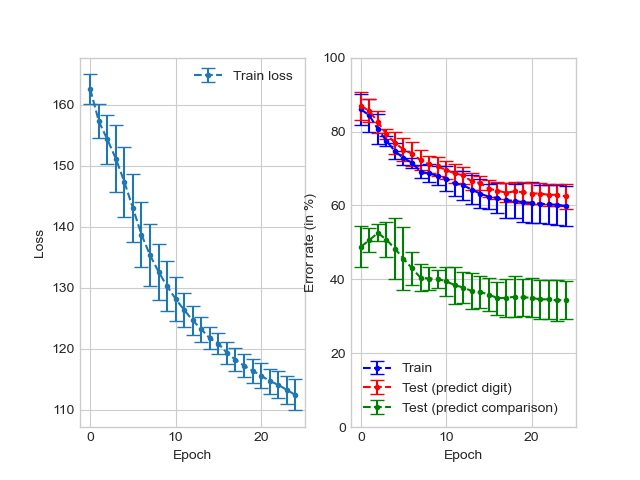 Train loss
160
150
140
130
120
110
Loss
0
10
20
Epoch
100
80
60
40
20
0
Error rate (in %)
Train
Test (predict digit)
Test (predict comparison)
0
10
20
Epoch